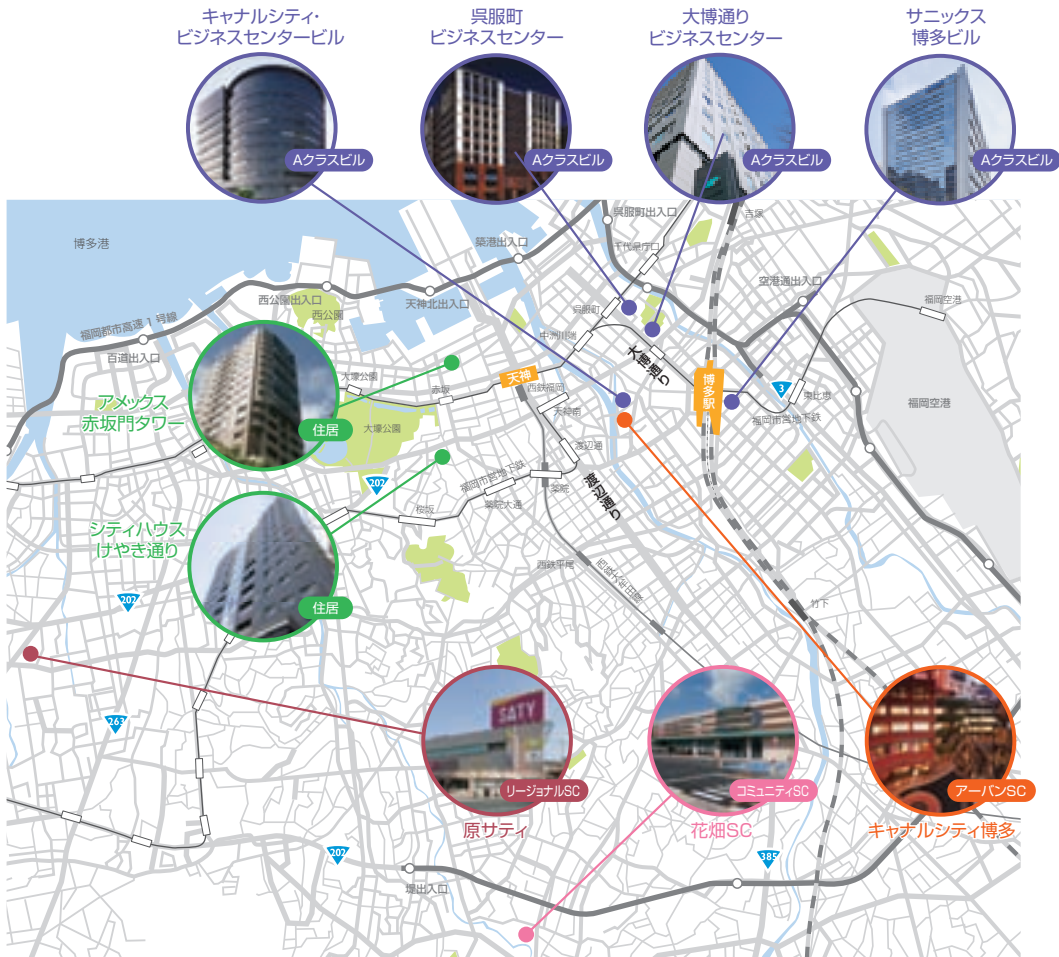 キャナルシティ・
ビジネスセンタービル
呉服町
ビジネスセンター
大博通り
ビジネスセンター
サニックス
博多ビル
Aクラスビル
Aクラスビル
Aクラスビル
Aクラスビル
博多港
呉服町出入口
吉塚
築港出入口
千代県庁口
空港通出入口
西公園出入口
天神北出入口
西公園
呉服町
福岡空港
福岡都市高速1号線
百道出入口
中洲川端
大博通り
大濠公園
赤坂
天神
西鉄福岡
博多駅
3
東比恵
福岡市営地下鉄
福岡空港
アメックス
赤坂門タワー
住居
大濠公園
天神南
渡辺通
202
福岡市営地下鉄
薬院
渡辺通り
薬院大通
桜坂
シティハウス
けやき通り
住居
西鉄平尾
西鉄大牟田線
202
竹下
263
SATY
リージョナルSC
原サティ
コミュニティSC
花畑SC
アーバンSC
キャナルシティ博多
202
385
堤出入口